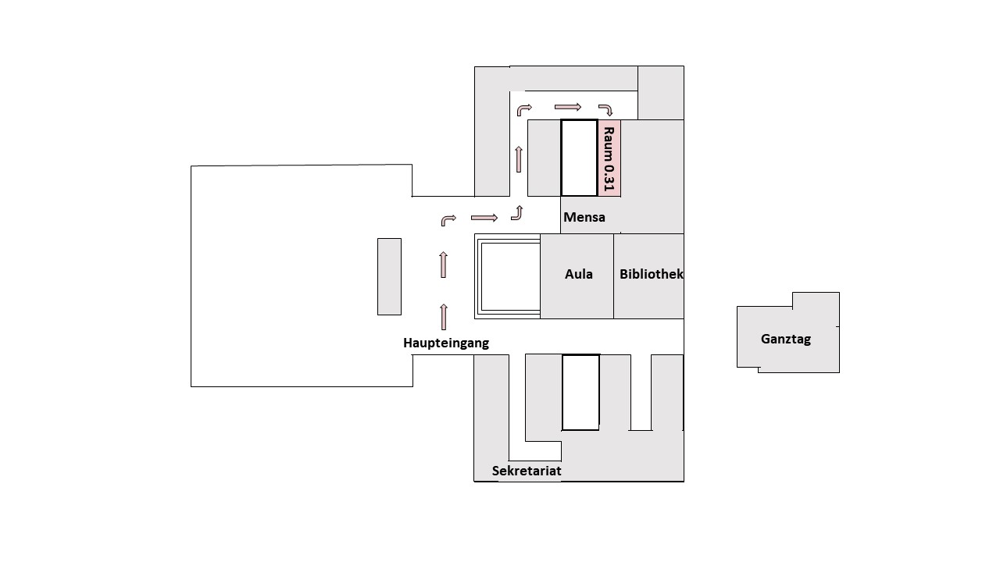 Raum 0.31
Mensa
Aula
Bibliothek
Ganztag
Haupteingang
Sekretariat